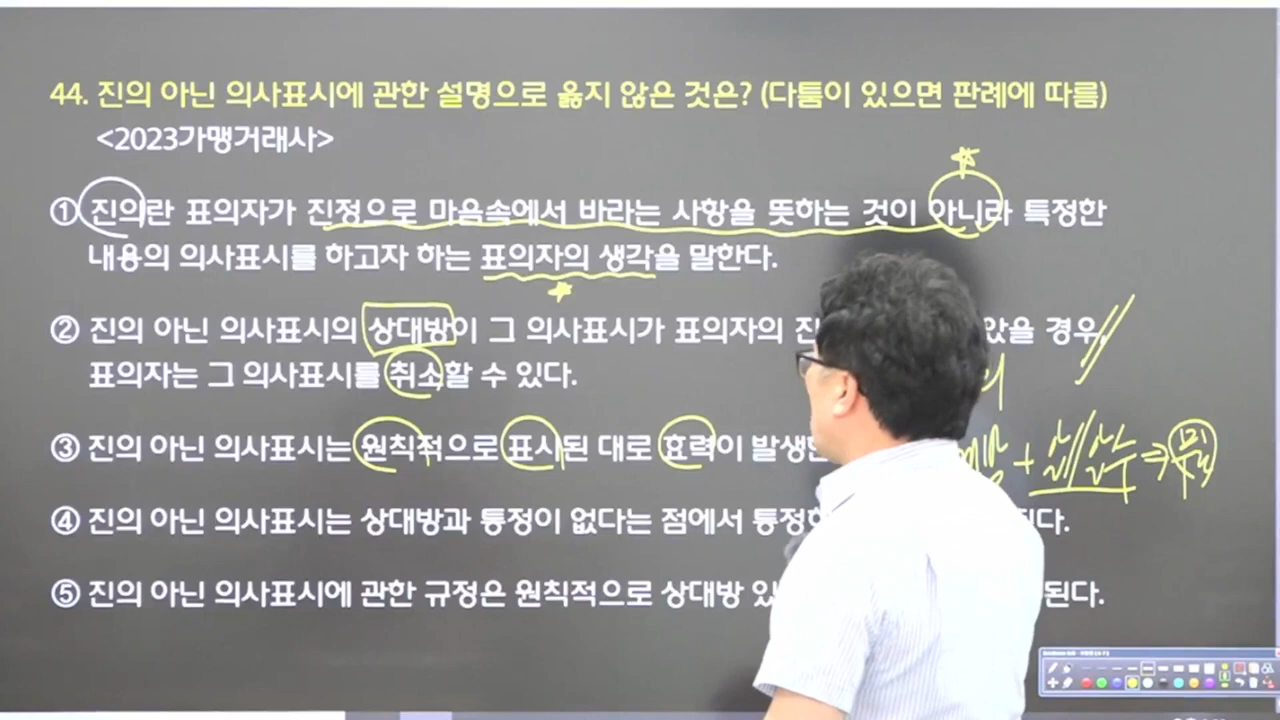 44. 진의 아닌 의사표시에 관한 설명으로 옳지 않은 것은? (다툼이 있으면 판례에 따름)
<2023가맹거래사>
① 진의란 표의자가 진정으로 마음속에서 바라는 사항을 뜻하는 것이 아니라 특정한
내용의 의사표시를 하고자 하는 표의자의 생각을 말한다.
② 진의 아닌 의사표시의 상대방이 그 의사표시가 표의자의 았을 경우,
표의자는 그 의사표시를 취소할 수 있다.
③ 진의 아닌 의사표시는 원칙적으로 표시된 대로 효력이 + ⇒
④ 진의 아닌 의사표시는 상대방과 통정이 없다는 점에서 된다.
⑤ 진의 아닌 의사표시에 관한 규정은 원칙적으로 상대방 된다.